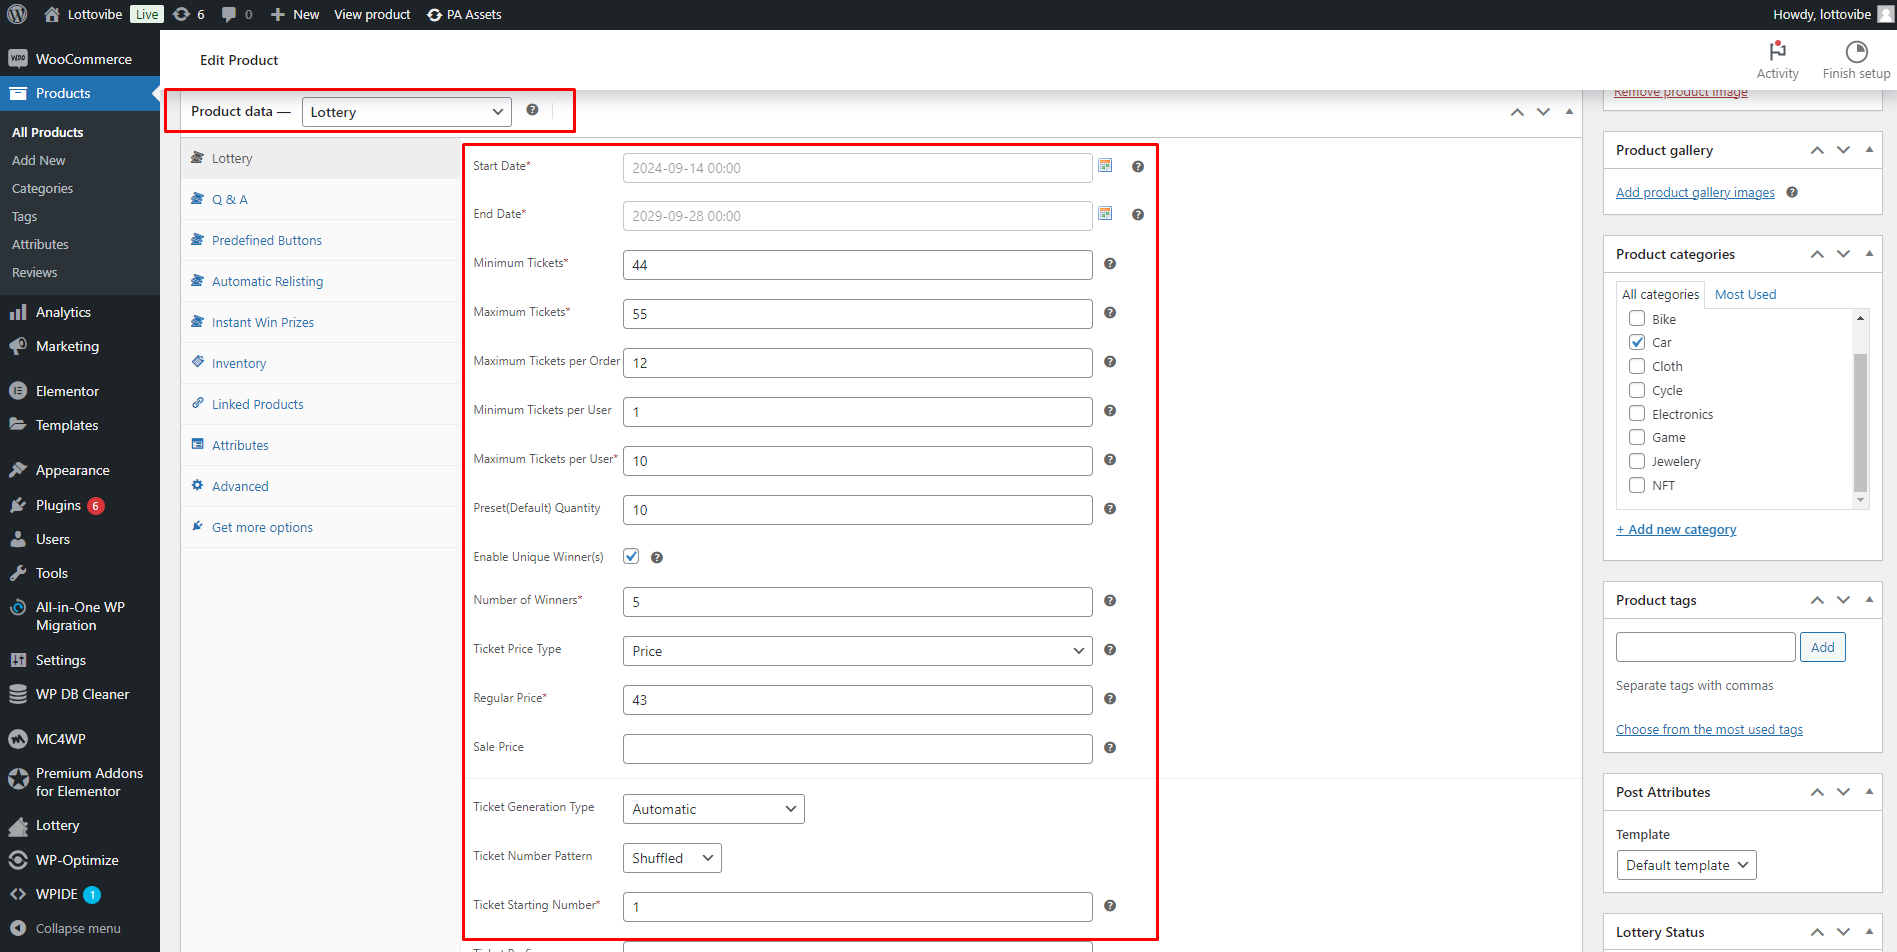 Lottovibe Live 6 0 New View product PA Assets Howdy, lottovibe
WooCommerce
Products
All Products
Add New
Categories
Tags
Attributes
Reviews
Analytics
Marketing
Elementor
Templates
Appearance
Plugins 6
Users
Tools
All-in-One WP
Migration
Settings
WP DB Cleaner
MC4WP
Premium Addons
for Elementor
Lottery
WP-Optimize
WPIDE 1
Collapse menu
Edit Product
Activity
Finish setup
Product data — Lottery
Lottery
Q & A
Predefined Buttons
Automatic Relisting
Instant Win Prizes
Inventory
Linked Products
Attributes
Advanced
Get more options
Start Date* 2024-09-14 00:00
End Date* 2029-09-28 00:00
Minimum Tickets* 44
Maximum Tickets* 55
Maximum Tickets per Order 12
Minimum Tickets per User 1
Maximum Tickets per User* 10
Preset(Default) Quantity 10
Enable Unique Winner(s)
Number of Winners* 5
Ticket Price Type Price
Regular Price* 43
Sale Price
Ticket Generation Type Automatic
Ticket Number Pattern Shuffled
Ticket Starting Number* 1
Remove product image
Product gallery
Add product gallery images
Product categories
All categories Most Used
Bike
Car
Cloth
Cycle
Electronics
Game
Jewelery
NFT
+ Add new category
Product tags
Add
Separate tags with commas
Choose from the most used tags
Post Attributes
Template
Default template
Lottery Status